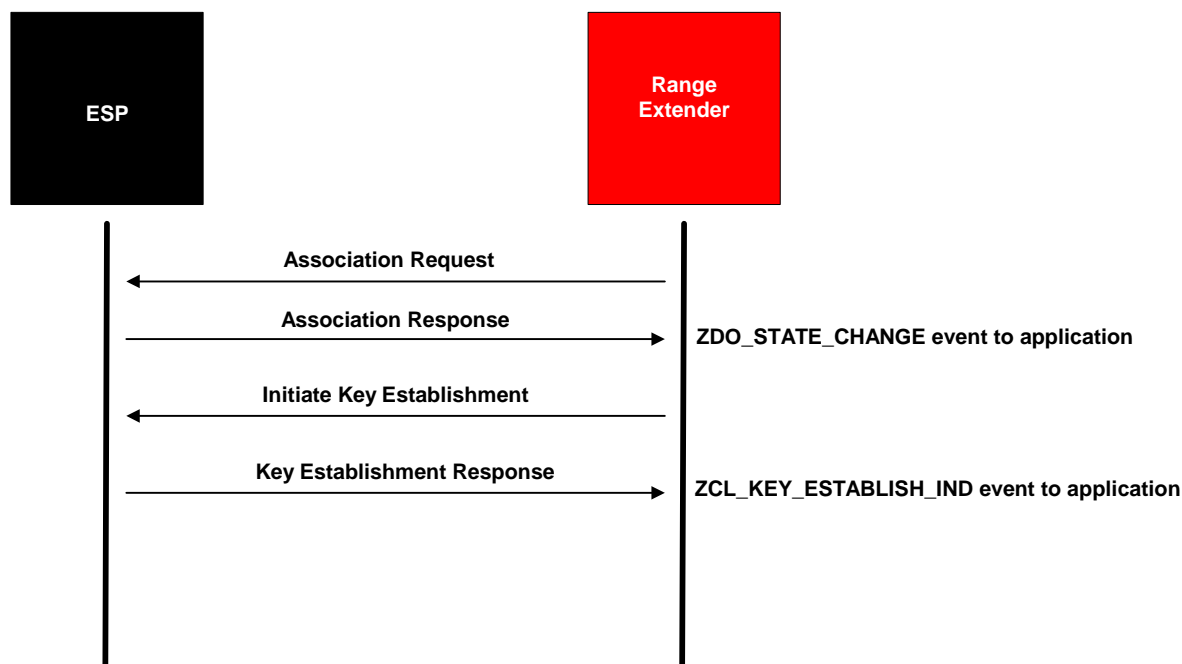 ESP
Range
Extender
Association Request
Association Response
ZDO_STATE_CHANGE event to application
Initiate Key Establishment
Key Establishment Response
ZCL_KEY_ESTABLISH_IND event to application